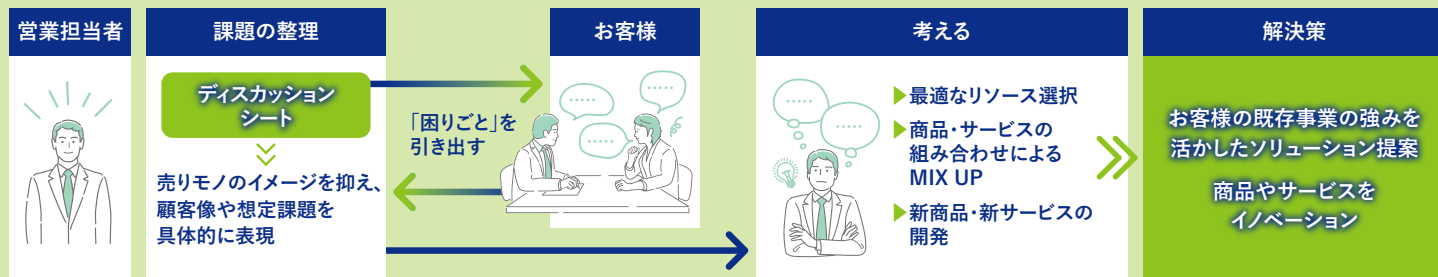 営業担当者
課題の整理
ディスカッション
シート
売りモノのイメージを抑え、
顧客像や想定課題を
具体的に表現
「困りごと」を
引き出す
お客様
考える
最適なリソース選択
商品・サービスの
組み合わせによる
MIX UP
新商品・新サービスの
開発
解決策
お客様の既存事業の強みを
活かしたソリューション提案
商品やサービスを
イノベーション